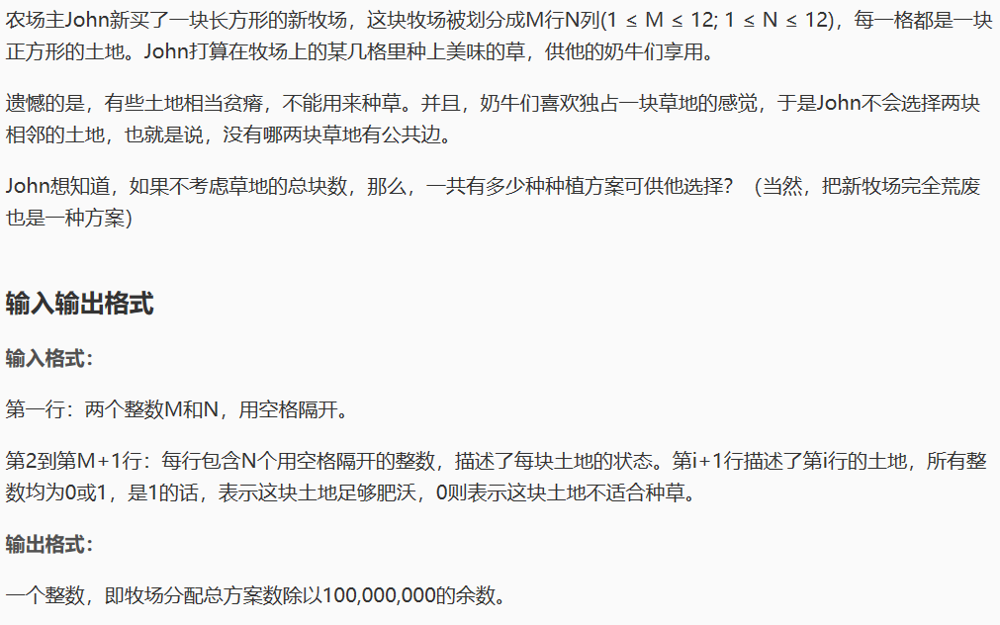 农场主John新买了一块长方形的新牧场，这块牧场被划分成M行N列(1 ≤ M ≤ 12; 1 ≤ N ≤ 12)，每一格都是一块
正方形的土地。John打算在牧场上的某几格里种上美味的草，供他的奶牛们享用。
遗憾的是，有些土地相当贫瘠，不能用来种草。并且，奶牛们喜欢独占一块草地的感觉，于是John不会选择两块
相邻的土地，也就是说，没有哪两块草地有公共边。
John想知道，如果不考虑草地的总块数，那么，一共有多少种种植方案可供他选择？（当然，把新牧场完全荒废
也是一种方案）
输入输出格式
输入格式：
第一行：两个整数M和N，用空格隔开。
第2到第M+1行：每行包含N个用空格隔开的整数，描述了每块土地的状态。第i+1行描述了第i行的土地，所有整
数均为0或1，是1的话，表示这块土地足够肥沃，0则表示这块土地不适合种草。
输出格式：
一个整数，即牧场分配总方案数除以100,000,000的余数。